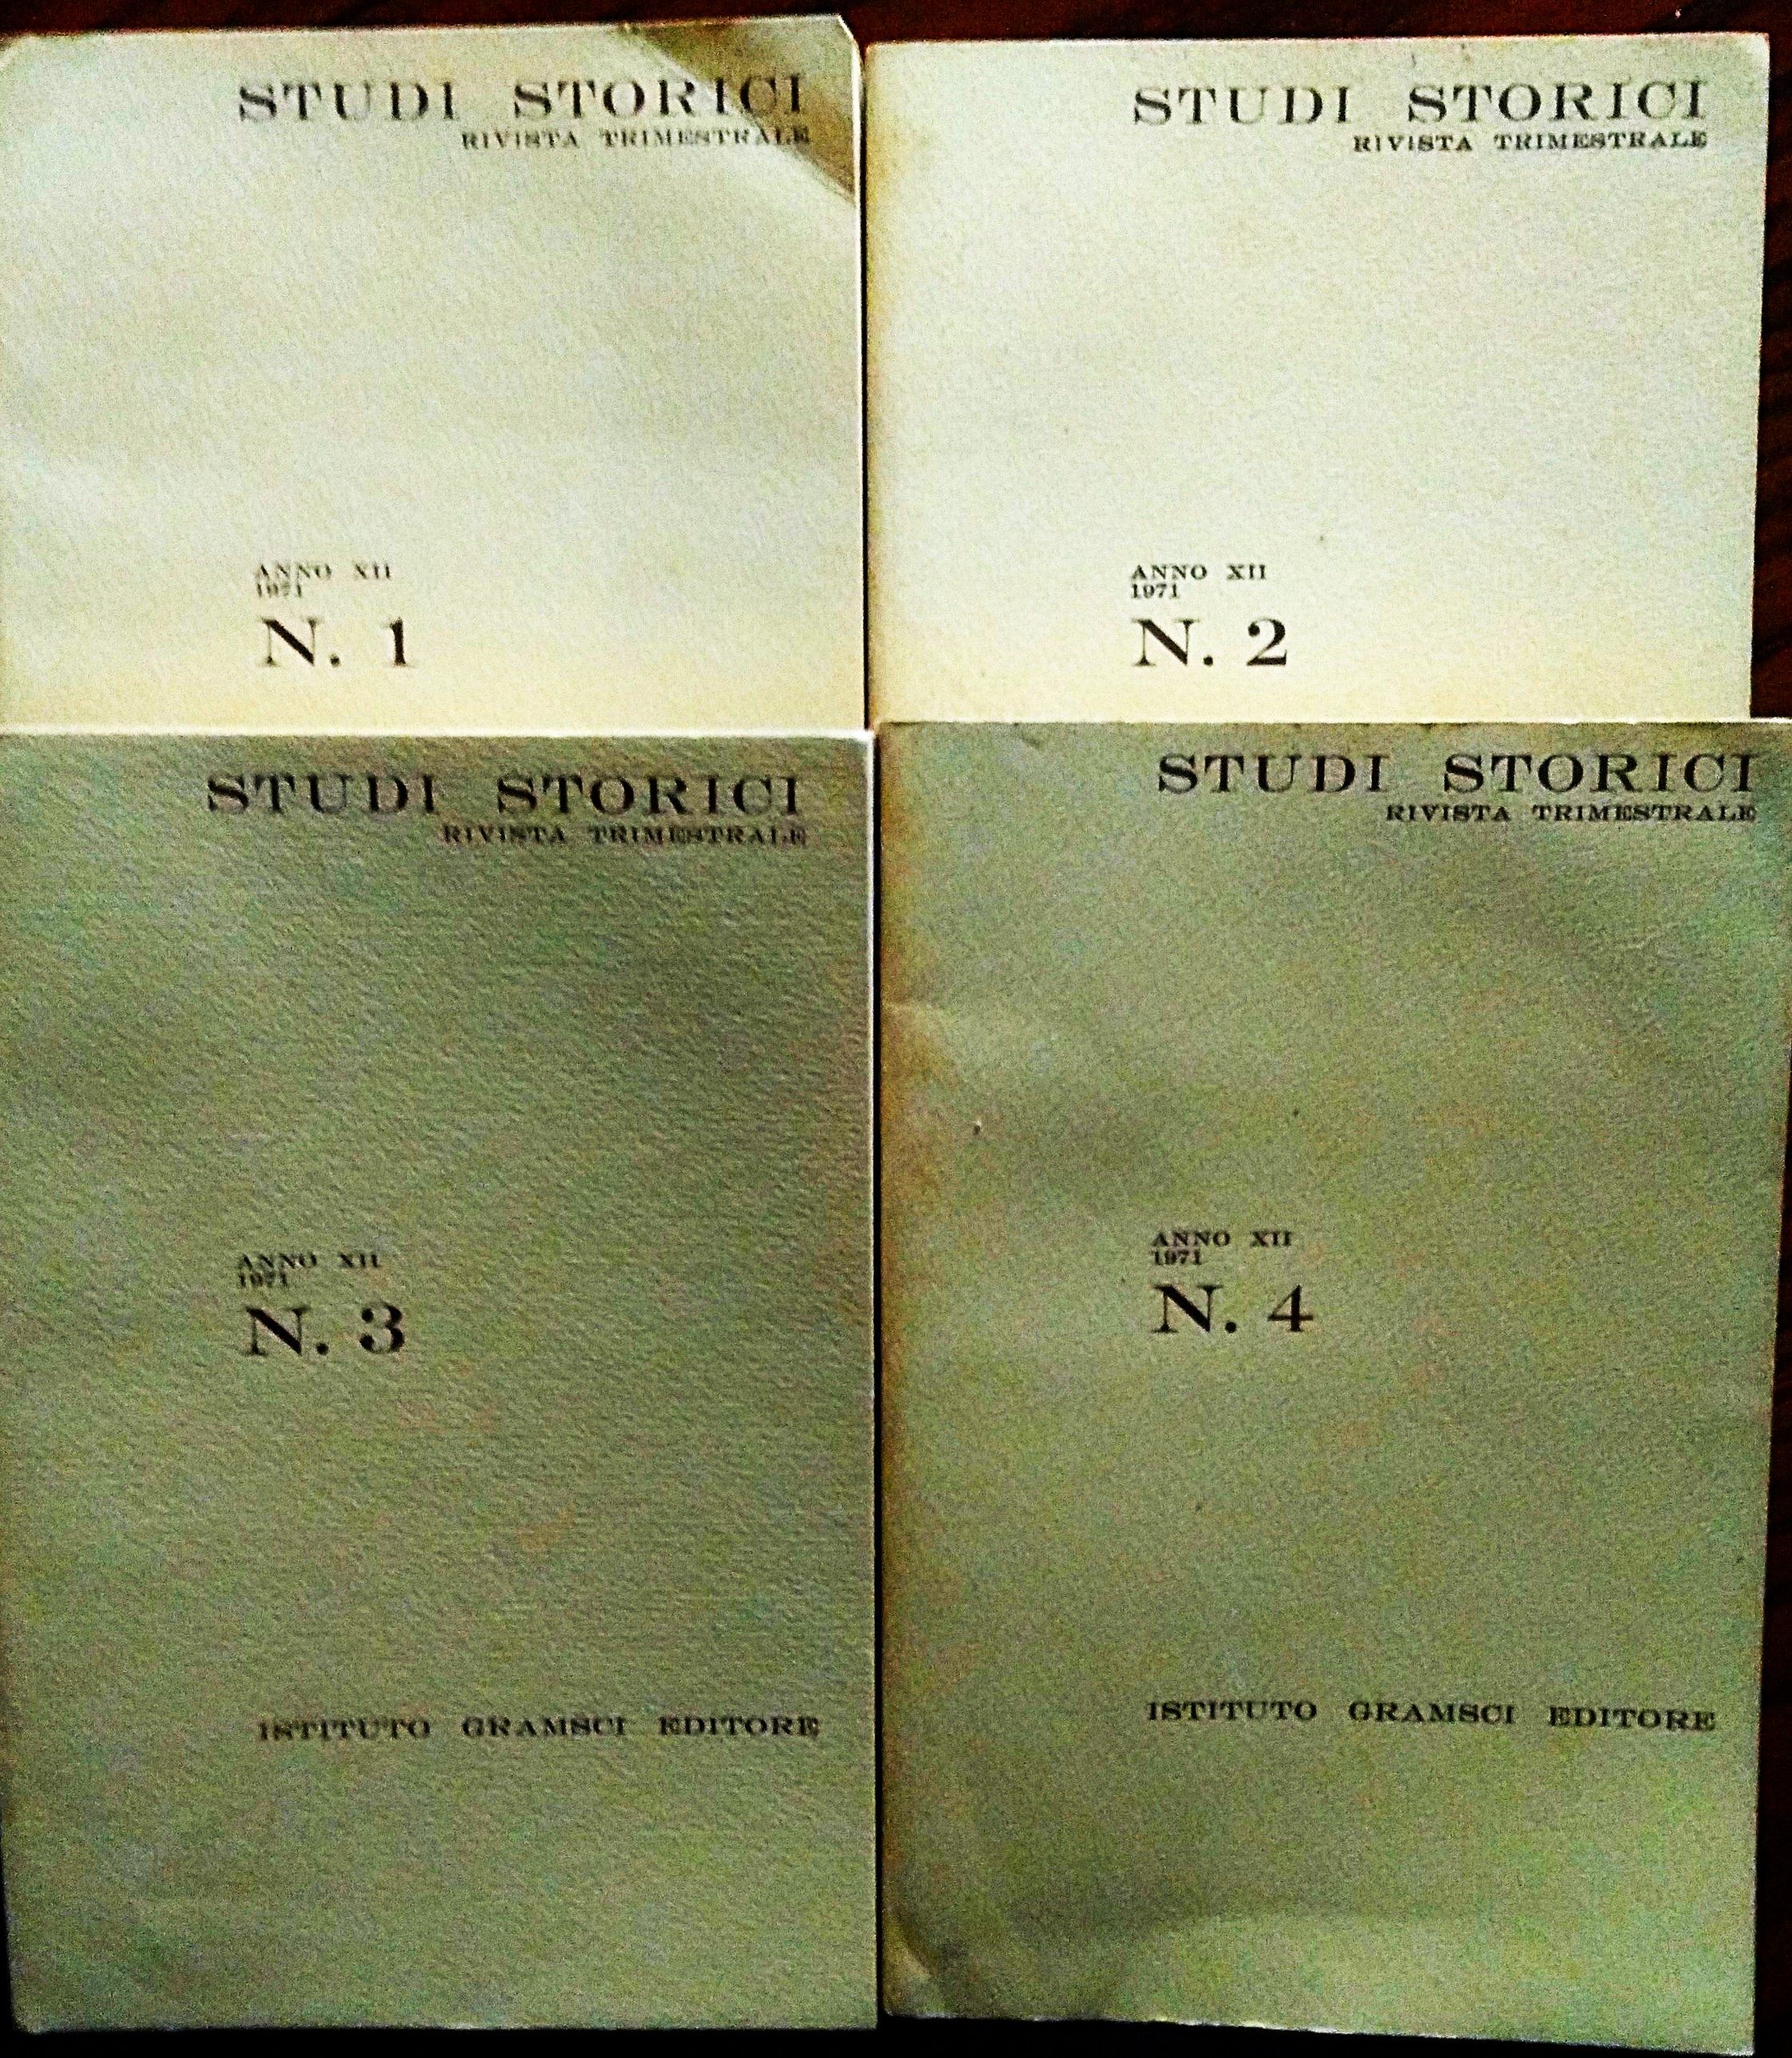 STUDI STORICI
RIVISTA TRIMESTRALE
ANNO XII
1971
N. 1
STUDI STORICI
RIVISTA TRIMESTRALE
ANNO XII
1971
N. 2
STUDI STORICI
RIVISTA TRIMESTRALE
ANNO XII
1971
N. 3
ISTITUTO GRAMSCI EDITORE
STUDI STORICI
RIVISTA TRIMESTRALE
ANNO XII
1971
N. 4
ISTITUTO GRAMSCI EDITORE